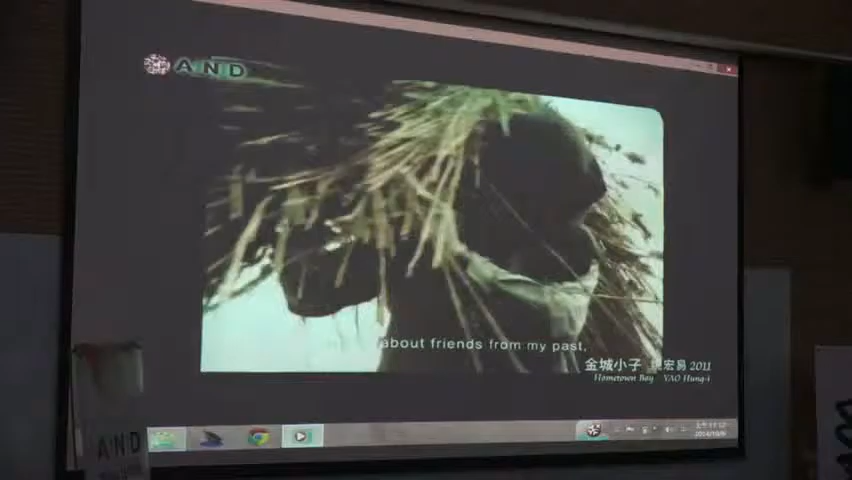 AND
about friends from my past,
金城小子 姚宏易 2011
Hometown Boy YAO Hung-i
AND